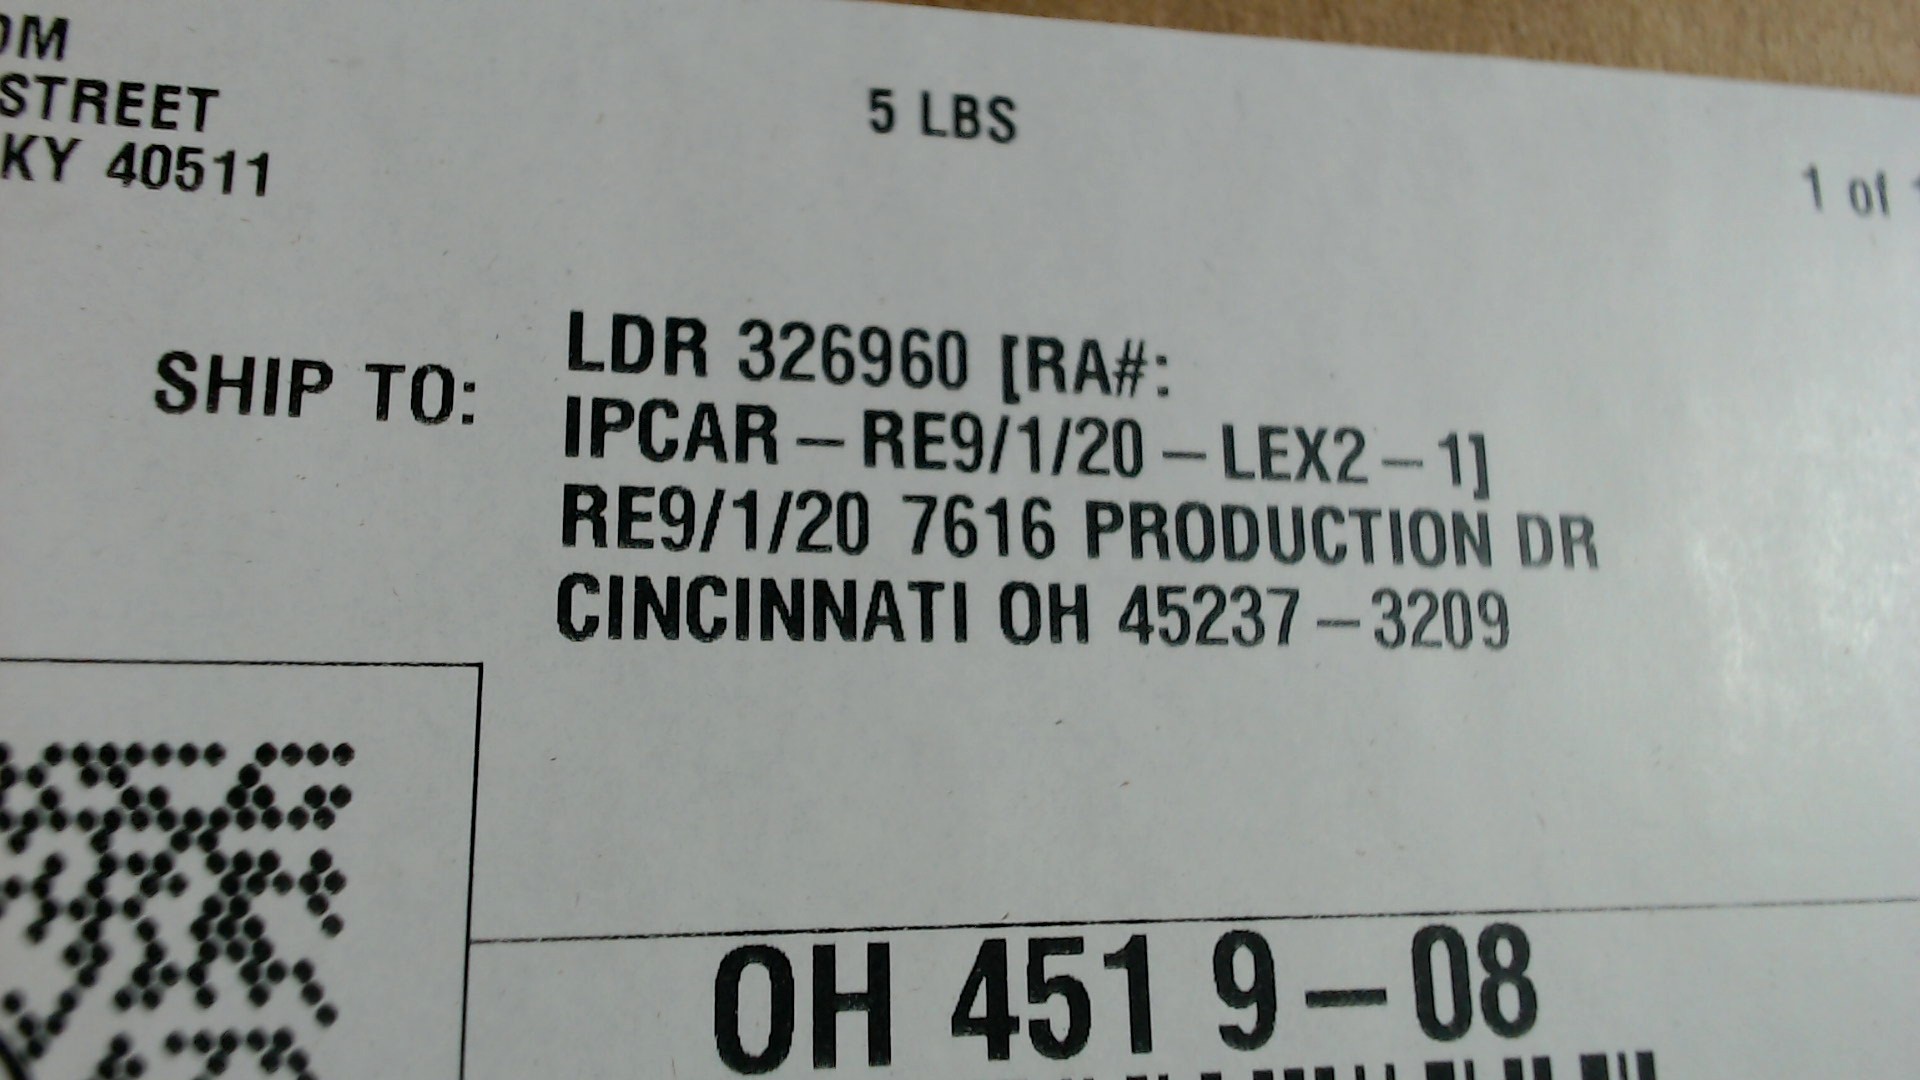 STREET
KY 40511
5 LBS
1 of
SHIP TO:
LDR 326960 [RA#:
IPCAR-RE9/1/20-LEX2-1]
RE9/1/20 7616 PRODUCTION DR
CINCINNATI OH 45237-3209
OH 451 9-08